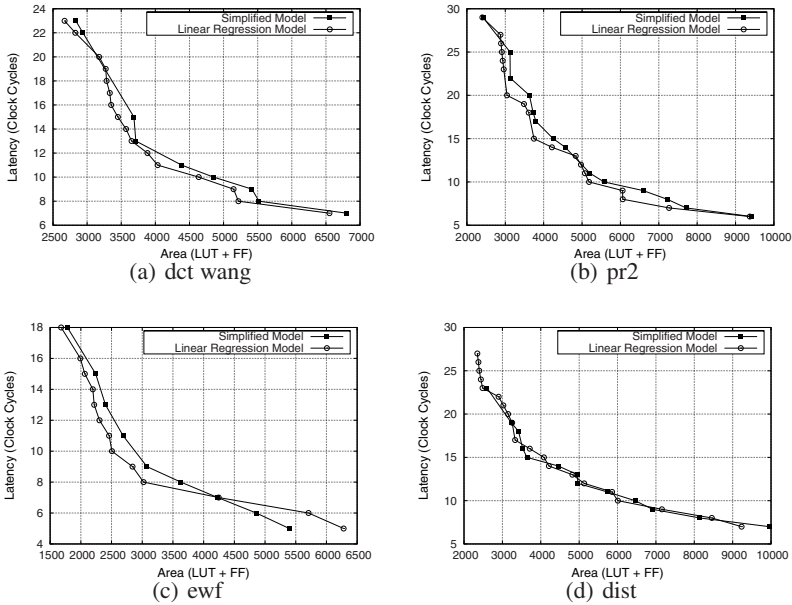 Simplified Model
Linear Regression Model
Latency (Clock Cycles)
24
22
20
18
16
14
12
10
8
6
2500 3000 3500 4000 4500 5000 5500 6000 6500 7000
Area (LUT + FF)
(a) dct wang
Simplified Model
Linear Regression Model
Latency (Clock Cycles)
30
25
20
15
10
5
2000 3000 4000 5000 6000 7000 8000 9000 10000
Area (LUT + FF)
(b) pr2
Simplified Model
Linear Regression Model
Latency (Clock Cycles)
18
16
14
12
10
8
6
4
1500 2000 2500 3000 3500 4000 4500 5000 5500 6000 6500
Area (LUT + FF)
(c) ewf
Simplified Model
Linear Regression Model
Latency (Clock Cycles)
30
25
20
15
10
5
2000 3000 4000 5000 6000 7000 8000 9000 10000
Area (LUT + FF)
(d) dist